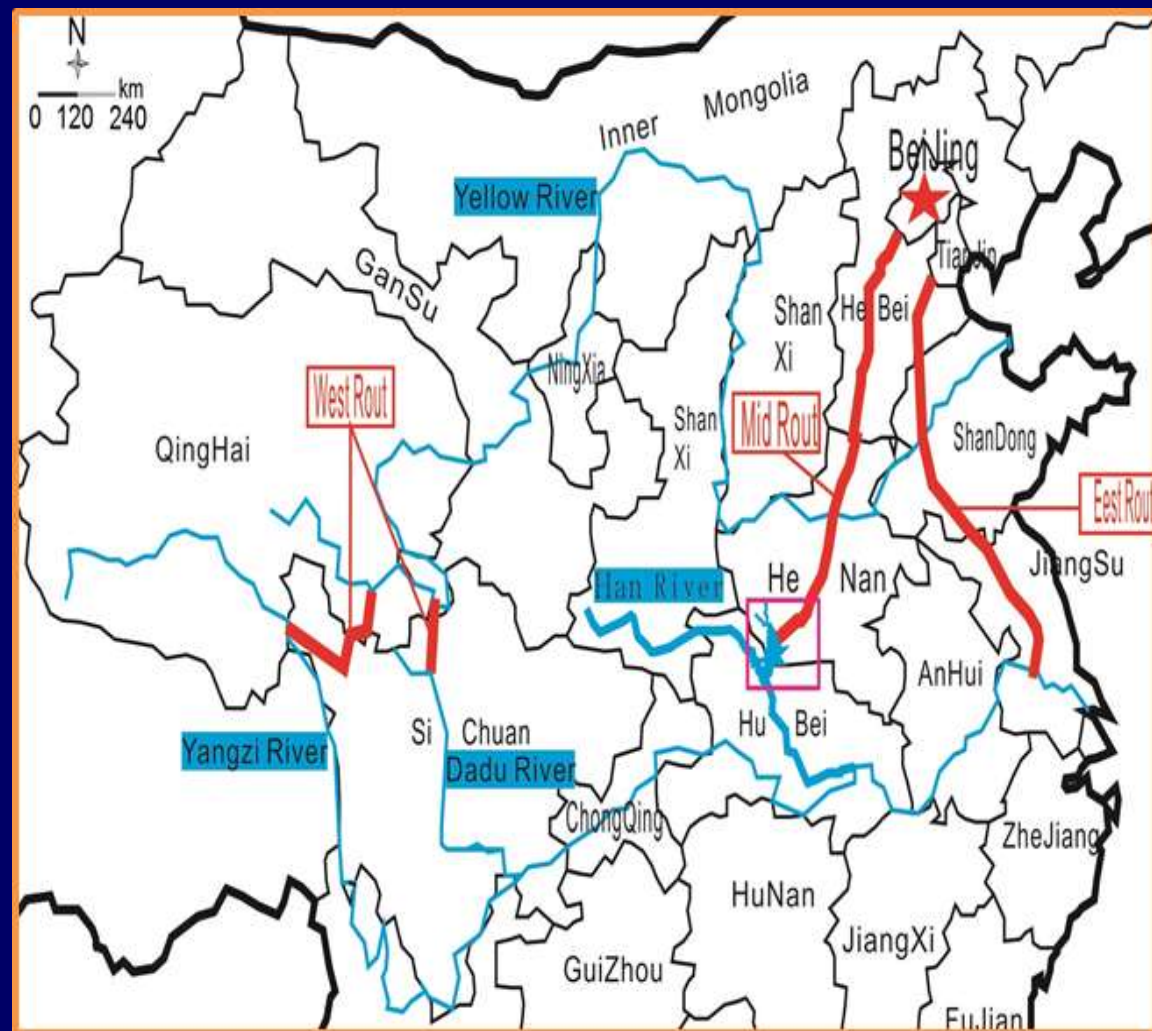 N
km
0 120 240
Inner Mongolia
BeiJing
Yellow River
GanSu
TianJin
Shan
Xi
He Bei
NingXia
West Rout
Mid Rout
Shan
Xi
ShanDong
QingHai
Eest Rout
JiangSu
Han River
He Nan
AnHui
Si Chuan
Hu Bei
Yangzi River
Dadu River
ChongQing
ZheJiang
HuNan
JiangXi
GuiZhou
FuJian